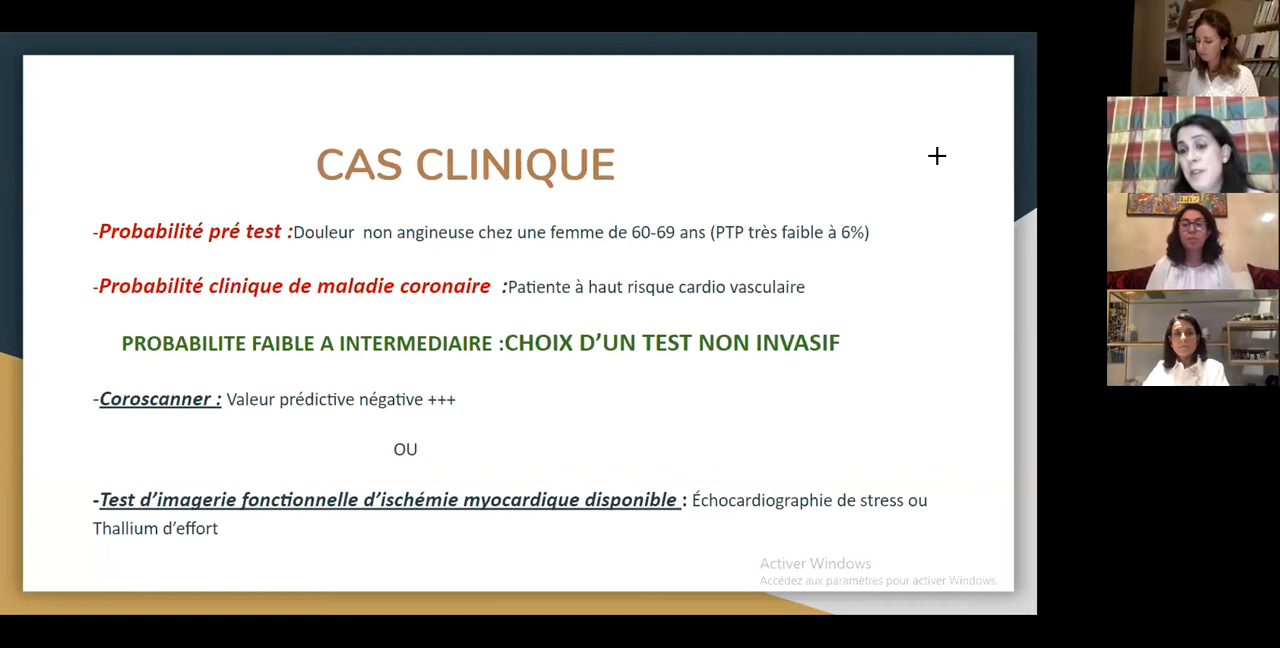 CAS CLINIQUE
-Probabilité pré test :Douleur non angineuse chez une femme de 60-69 ans (PTP très faible à 6%)
-Probabilité clinique de maladie coronaire :Patiente à haut risque cardio vasculaire
PROBABILITE FAIBLE A INTERMEDIAIRE :CHOIX D’UN TEST NON INVASIF
-Coroscanner : Valeur prédictive négative +++
OU
-Test d’imagerie fonctionnelle d’ischémie myocardique disponible : Échocardiographie de stress ou
Thallium d’effort
Activer Windows
Accédez aux paramètres pour activer Windows.